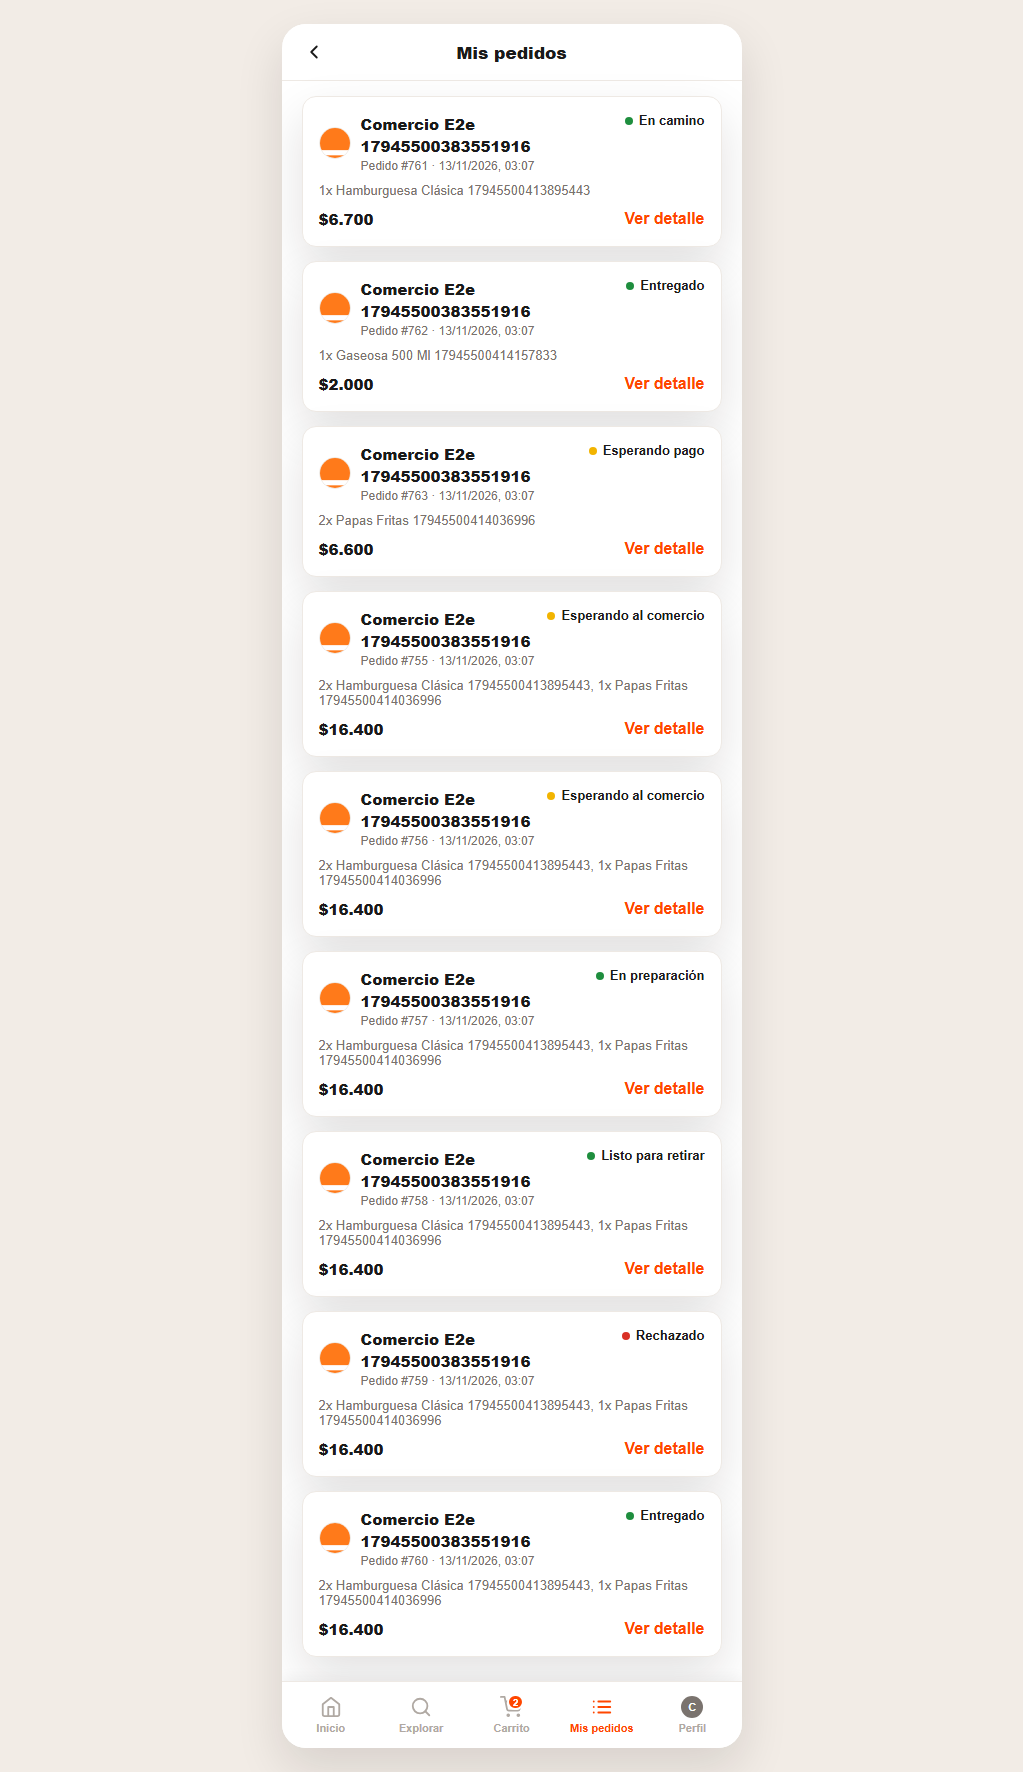 Mis pedidos
Comercio E2e
17945500383551916
En camino
Pedido #761 · 13/11/2026, 03:07
1x Hamburguesa Clásica 17945500413895443
$6.700
Ver detalle
Comercio E2e
17945500383551916
Entregado
Pedido #762 · 13/11/2026, 03:07
1x Gaseosa 500 Ml 17945500414157833
$2.000
Ver detalle
Comercio E2e
17945500383551916
Esperando pago
Pedido #763 · 13/11/2026, 03:07
2x Papas Fritas 17945500414036996
$6.600
Ver detalle
Comercio E2e
17945500383551916
Esperando al comercio
Pedido #755 · 13/11/2026, 03:07
2x Hamburguesa Clásica 17945500413895443, 1x Papas Fritas
17945500414036996
$16.400
Ver detalle
Comercio E2e
17945500383551916
Esperando al comercio
Pedido #756 · 13/11/2026, 03:07
2x Hamburguesa Clásica 17945500413895443, 1x Papas Fritas
17945500414036996
$16.400
Ver detalle
Comercio E2e
17945500383551916
En preparación
Pedido #757 · 13/11/2026, 03:07
2x Hamburguesa Clásica 17945500413895443, 1x Papas Fritas
17945500414036996
$16.400
Ver detalle
Comercio E2e
17945500383551916
Listo para retirar
Pedido #758 · 13/11/2026, 03:07
2x Hamburguesa Clásica 17945500413895443, 1x Papas Fritas
17945500414036996
$16.400
Ver detalle
Comercio E2e
17945500383551916
Rechazado
Pedido #759 · 13/11/2026, 03:07
2x Hamburguesa Clásica 17945500413895443, 1x Papas Fritas
17945500414036996
$16.400
Ver detalle
Comercio E2e
17945500383551916
Entregado
Pedido #760 · 13/11/2026, 03:07
2x Hamburguesa Clásica 17945500413895443, 1x Papas Fritas
17945500414036996
$16.400
Ver detalle
Inicio
Explorar
2
Carrito
Mis pedidos
C
Perfil